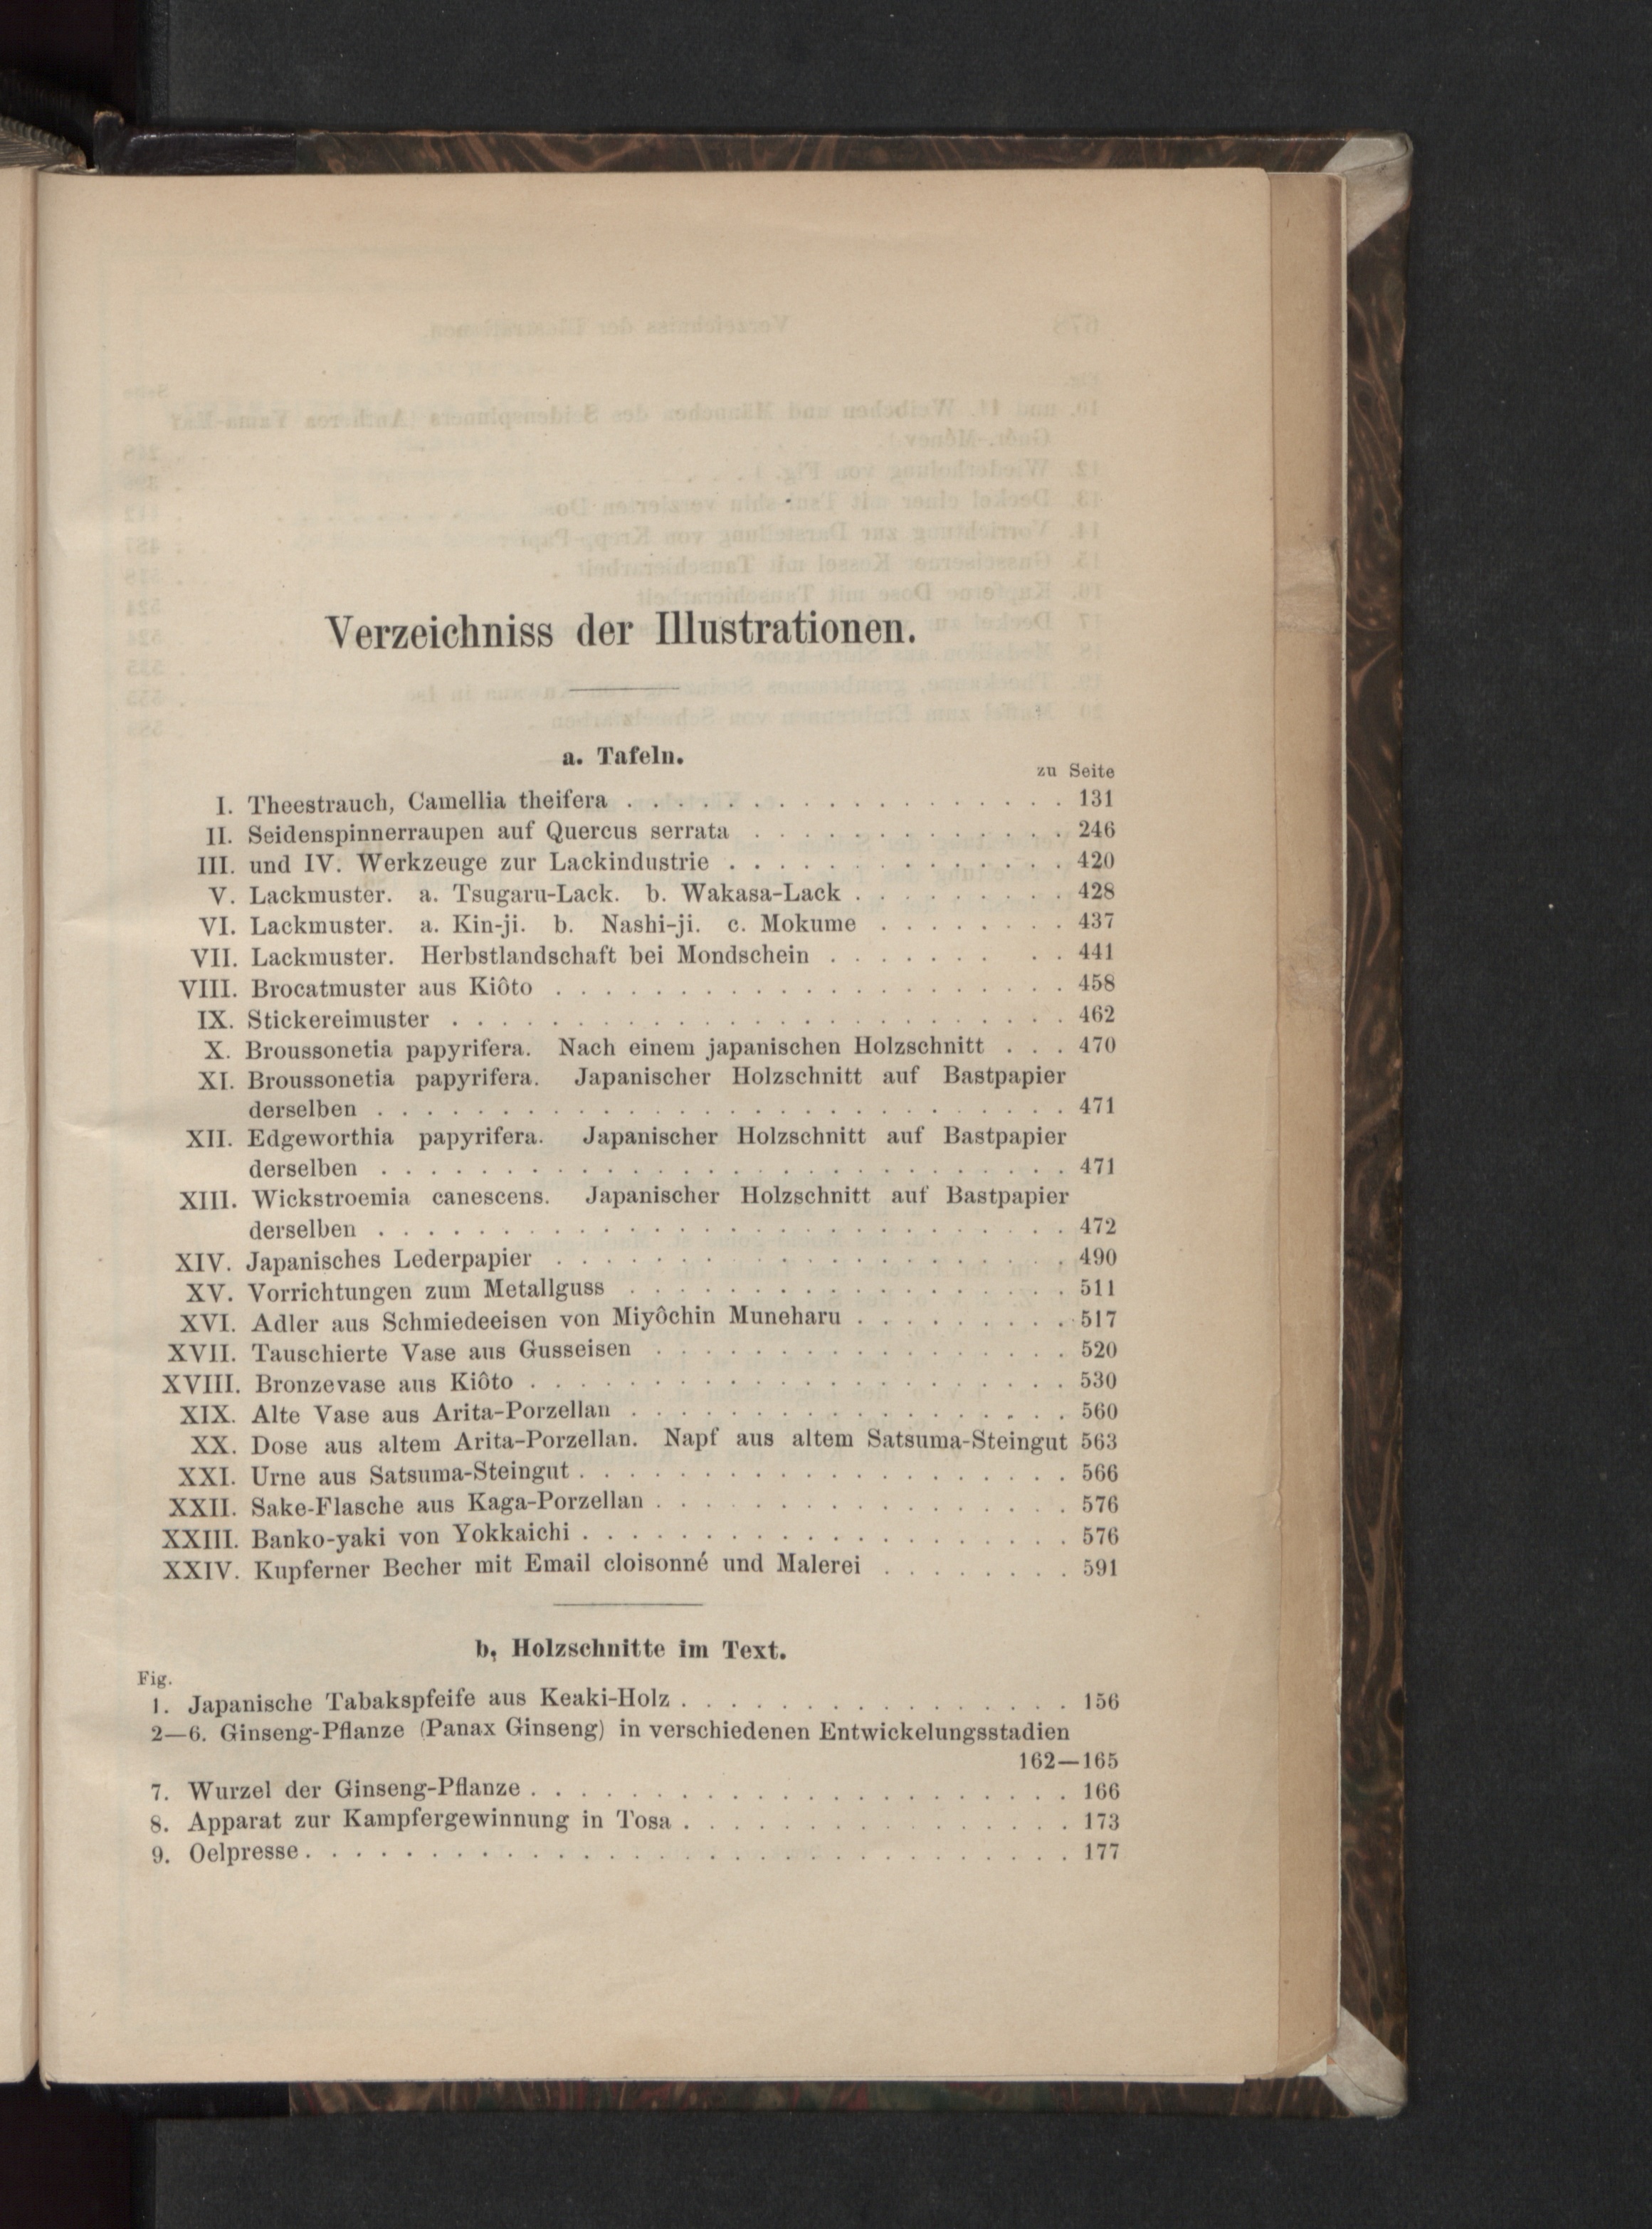 Verzeichniss der Illustrationen.
a. Tafeln.
zu Seite
I. Theestrauch, Camellia theifera . . . . . . . . . . . . . . . . . . 131
II. Seidenspinnerraupen auf Quercus serrata . . . . . . . . . . . . . 246
III. und IV. Werkzeuge zur Lackindustrie . . . . . . . . . . . . . . 420
V. Lackmuster. a. Tsugaru-Lack. b. Wakasa-Lack . . . . . . . . . 428
VI. Lackmuster. a. Kin-ji. b. Nashi-ji. c. Mokume . . . . . . . . 437
VII. Lackmuster. Herbstlandschaft bei Mondschein . . . . . . . . . 441
VIII. Brocatmuster aus Kiôto . . . . . . . . . . . . . . . . . . . . . 458
IX. Stickereimuster . . . . . . . . . . . . . . . . . . . . . . . . . 462
X. Broussonetia papyrifera. Nach einem japanischen Holzschnitt . . . 470
XI. Broussonetia papyrifera. Japanischer Holzschnitt auf Bastpapier
derselben . . . . . . . . . . . . . . . . . . . . . . . . . . . . 471
XII. Edgeworthia papyrifera. Japanischer Holzschnitt auf Bastpapier
derselben . . . . . . . . . . . . . . . . . . . . . . . . . . . . 471
XIII. Wickstroemia canescens. Japanischer Holzschnitt auf Bastpapier
derselben . . . . . . . . . . . . . . . . . . . . . . . . . . . . 472
XIV. Japanisches Lederpapier . . . . . . . . . . . . . . . . . . . . . 490
XV. Vorrichtungen zum Metallguss . . . . . . . . . . . . . . . . . . 511
XVI. Adler aus Schmiedeeisen von Miyôchin Muneharu . . . . . . . . . 517
XVII. Tauschierte Vase aus Gusseisen . . . . . . . . . . . . . . . . . 520
XVIII. Bronzevase aus Kiôto . . . . . . . . . . . . . . . . . . . . . . 530
XIX. Alte Vase aus Arita-Porzellan . . . . . . . . . . . . . . . . . . 560
XX. Dose aus altem Arita-Porzellan. Napf aus altem Satsuma-Steingut 563
XXI. Urne aus Satsuma-Steingut . . . . . . . . . . . . . . . . . . . . 566
XXII. Sake-Flasche aus Kaga-Porzellan . . . . . . . . . . . . . . . . . 576
XXIII. Banko-yaki von Yokkaichi . . . . . . . . . . . . . . . . . . . . 576
XXIV. Kupferner Becher mit Email cloisonné und Malerei . . . . . . . . 591
b. Holzschnitte im Text.
Fig.
1. Japanische Tabakspfeife aus Keaki-Holz . . . . . . . . . . . . . . . . 156
2—6. Ginseng-Pflanze (Panax Ginseng) in verschiedenen Entwickelungsstadien
162—165
7. Wurzel der Ginseng-Pflanze . . . . . . . . . . . . . . . . . . . . . . 166
8. Apparat zur Kampfergewinnung in Tosa . . . . . . . . . . . . . . . . 173
9. Oelpresse . . . . . . . . . . . . . . . . . . . . . . . . . . . . . . . 177